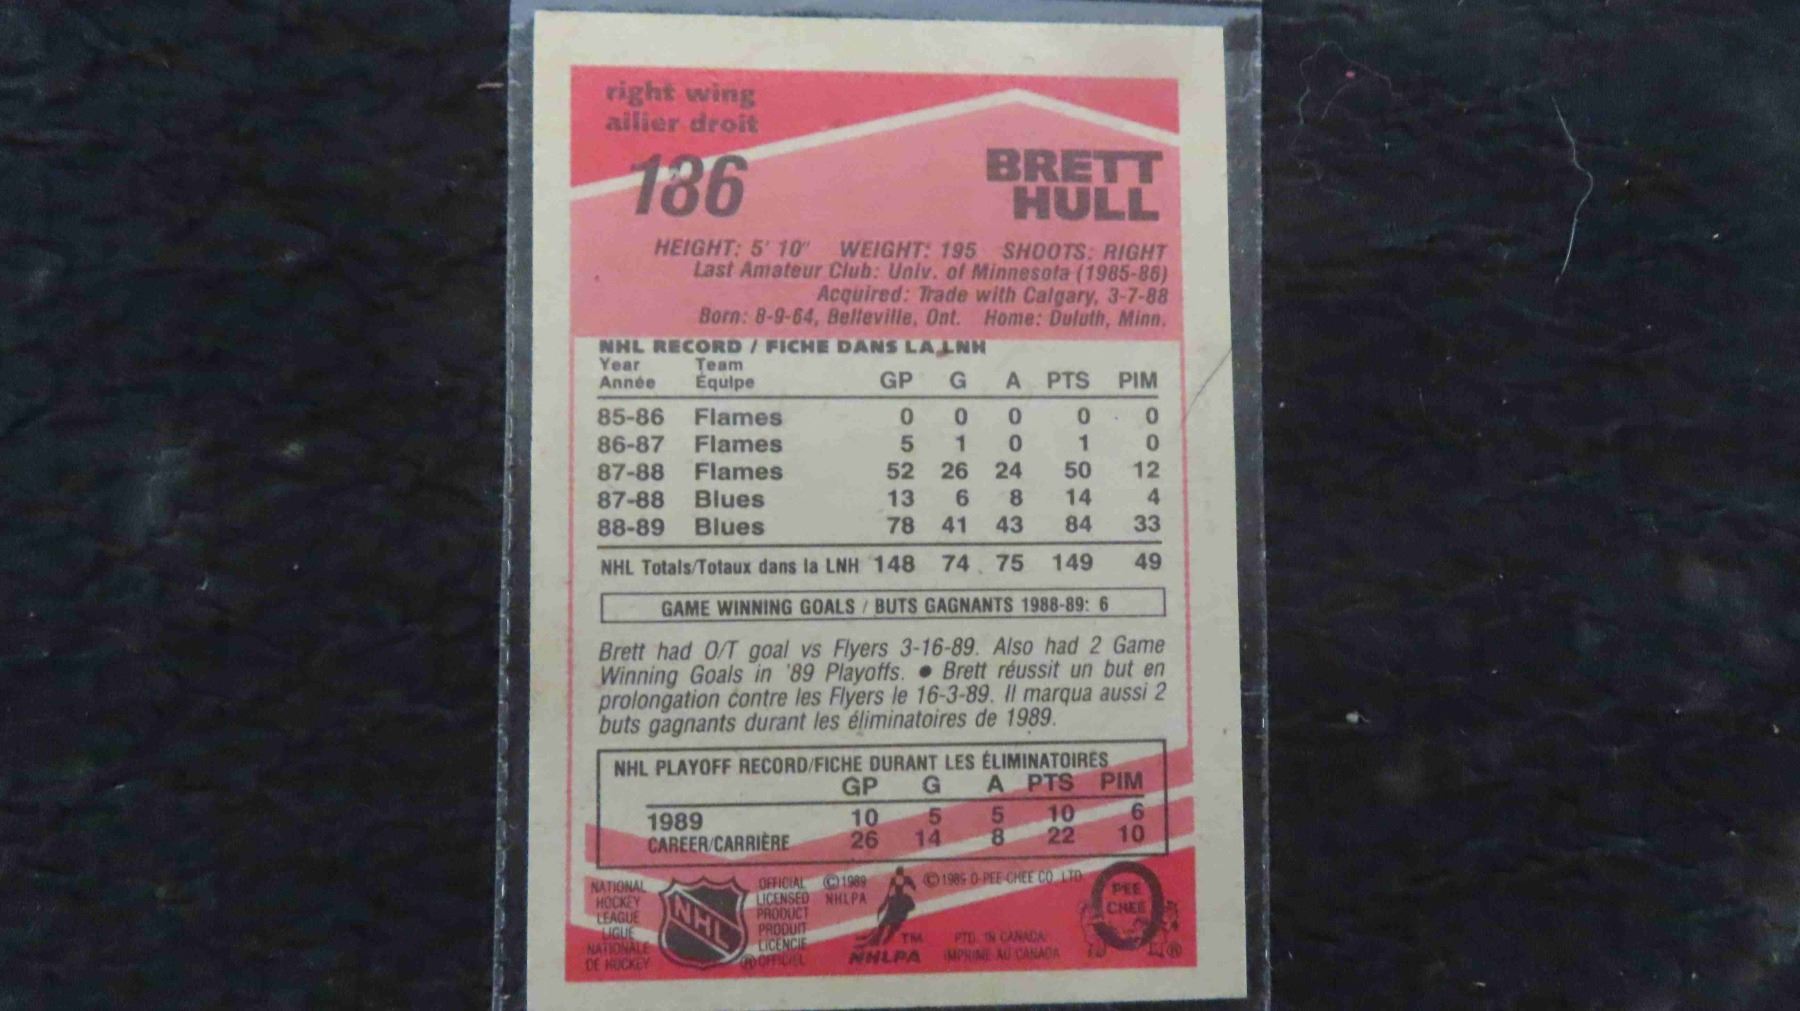 right wing
ailier droit
186
BRETT
HULL
HEIGHT: 5' 10" WEIGHT: 195 SHOOTS: RIGHT
Last Amateur Club: Univ. of Minnesota (1985-86)
Acquired: Trade with Calgary, 3-7-88
Born: 8-9-64, Belleville, Ont. Home: Duluth, Minn.
NHL RECORD / FICHE DANS LA LNH
Year Team
Année Équipe GP G A PTS PIM
85-86 Flames 0 0 0 0 0
86-87 Flames 5 1 0 1 0
87-88 Flames 52 26 24 50 12
87-88 Blues 13 6 8 14 4
88-89 Blues 78 41 43 84 33
NHL Totals/Totaux dans la LNH 148 74 75 149 49
GAME WINNING GOALS / BUTS GAGNANTS 1988-89: 6
Brett had O/T goal vs Flyers 3-16-89. Also had 2 Game
Winning Goals in '89 Playoffs. ● Brett réussit un but en
prolongation contre les Flyers le 16-3-89. Il marqua aussi 2
buts gagnants durant les éliminatoires de 1989.
NHL PLAYOFF RECORD/FICHE DURANT LES ÉLIMINATOIRES
GP G A PTS PIM
1989 10 5 5 10 6
CAREER/CARRIÈRE 26 14 8 22 10
NATIONAL
HOCKEY
LEAGUE
LIGUE
NATIONALE
DE HOCKEY
NHL
OFFICIAL
LICENSED
PRODUCT
PRODUIT
LICENCIE
® OFFICIEL
© 1989
NHLPA
TM
NHLPA
© 1989 O-PEE-CHEE CO. LTD.
PTD. IN CANADA
IMPRIME AU CANADA
O
PEE
CHEE
®